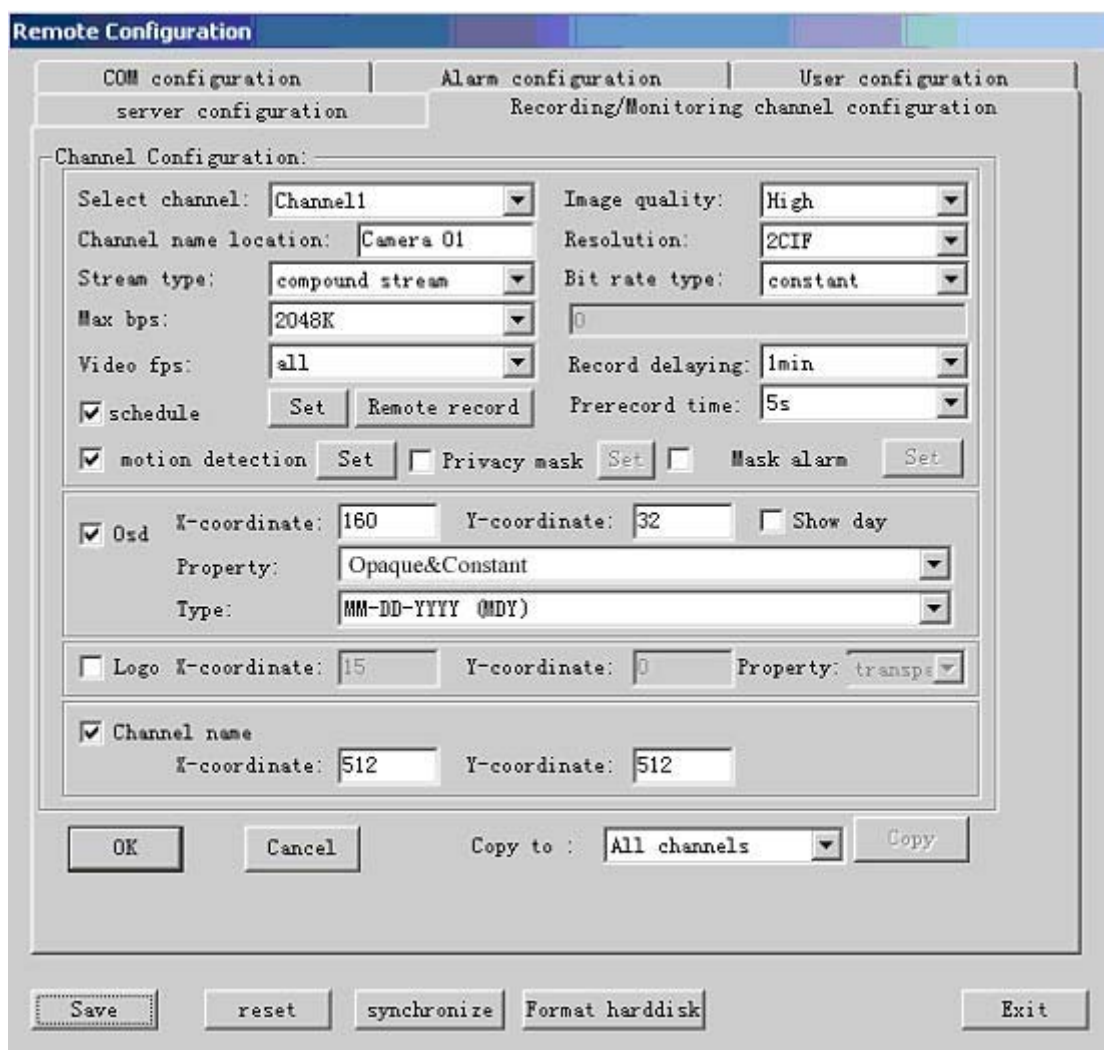 Remote Configuration
COM configuration Alarm configuration User configuration
server configuration Recording/Monitoring channel configuration
Channel Configuration:
Select channel: Channel1 Image quality: High
Channel name location: Camera 01 Resolution: 2CIF
Stream type: compound stream Bit rate type: constant
Max bps: 2048K 0
Video fps: all Record delaying: 1min
schedule Set Remote record Prerecord time: 5s
motion detection Set Privacy mask Set Mask alarm Set
Osd X-coordinate: 160 Y-coordinate: 32 Show day
Property: Opaque&Constant
Type: MM-DD-YYYY (MDY)
Logo X-coordinate: 15 Y-coordinate: 0 Property: transpa
Channel name
X-coordinate: 512 Y-coordinate: 512
OK Cancel Copy to : All channels Copy
Save reset synchronize Format harddisk Exit